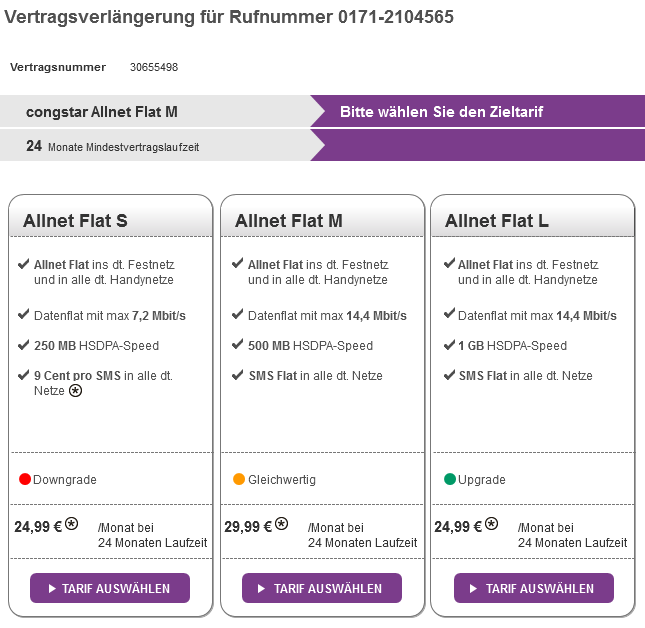 Vertragsverlängerung für Rufnummer 0171-2104565
Vertragsnummer 30655498
congstar Allnet Flat M
Bitte wählen Sie den Zieltarif
24 Monate Mindestvertragslaufzeit
Allnet Flat S
Allnet Flat ins dt. Festnetz
und in alle dt. Handynetze
Datenflat mit max 7,2 Mbit/s
250 MB HSDPA-Speed
9 Cent pro SMS in alle dt.
Netze *
Downgrade
24,99 € * /Monat bei
24 Monaten Laufzeit
TARIF AUSWÄHLEN
Allnet Flat M
Allnet Flat ins dt. Festnetz
und in alle dt. Handynetze
Datenflat mit max 14,4 Mbit/s
500 MB HSDPA-Speed
SMS Flat in alle dt. Netze
Gleichwertig
29,99 € * /Monat bei
24 Monaten Laufzeit
TARIF AUSWÄHLEN
Allnet Flat L
Allnet Flat ins dt. Festnetz
und in alle dt. Handynetze
Datenflat mit max 14,4 Mbit/s
1 GB HSDPA-Speed
SMS Flat in alle dt. Netze
Upgrade
24,99 € * /Monat bei
24 Monaten Laufzeit
TARIF AUSWÄHLEN